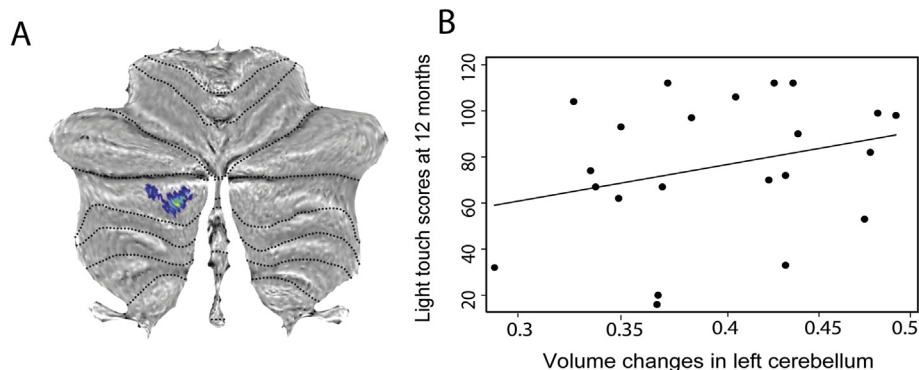 A
B
Light touch scores at 12 months
120
100
80
60
40
20
0.3 0.35 0.4 0.45 0.5
Volume changes in left cerebellum